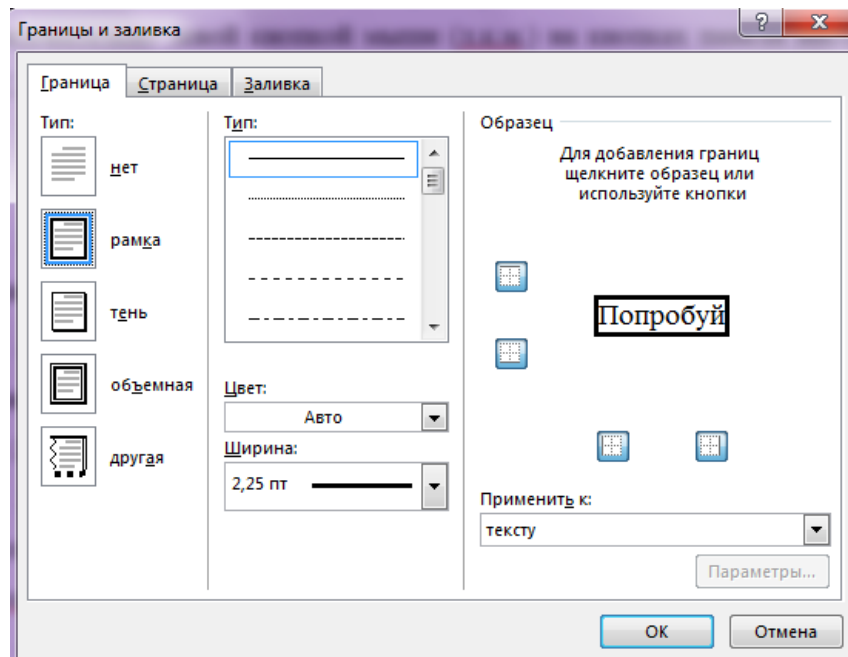 Границы и заливка
Граница
Страница
Заливка
Тип:
нет
рамка
тень
объемная
другая
Тип:
Цвет:
Авто
Ширина:
2,25 пт
Образец
Для добавления границ
щелкните образец или
используйте кнопки
Попробуй
Применить к:
тексту
Параметры...
ОК
Отмена